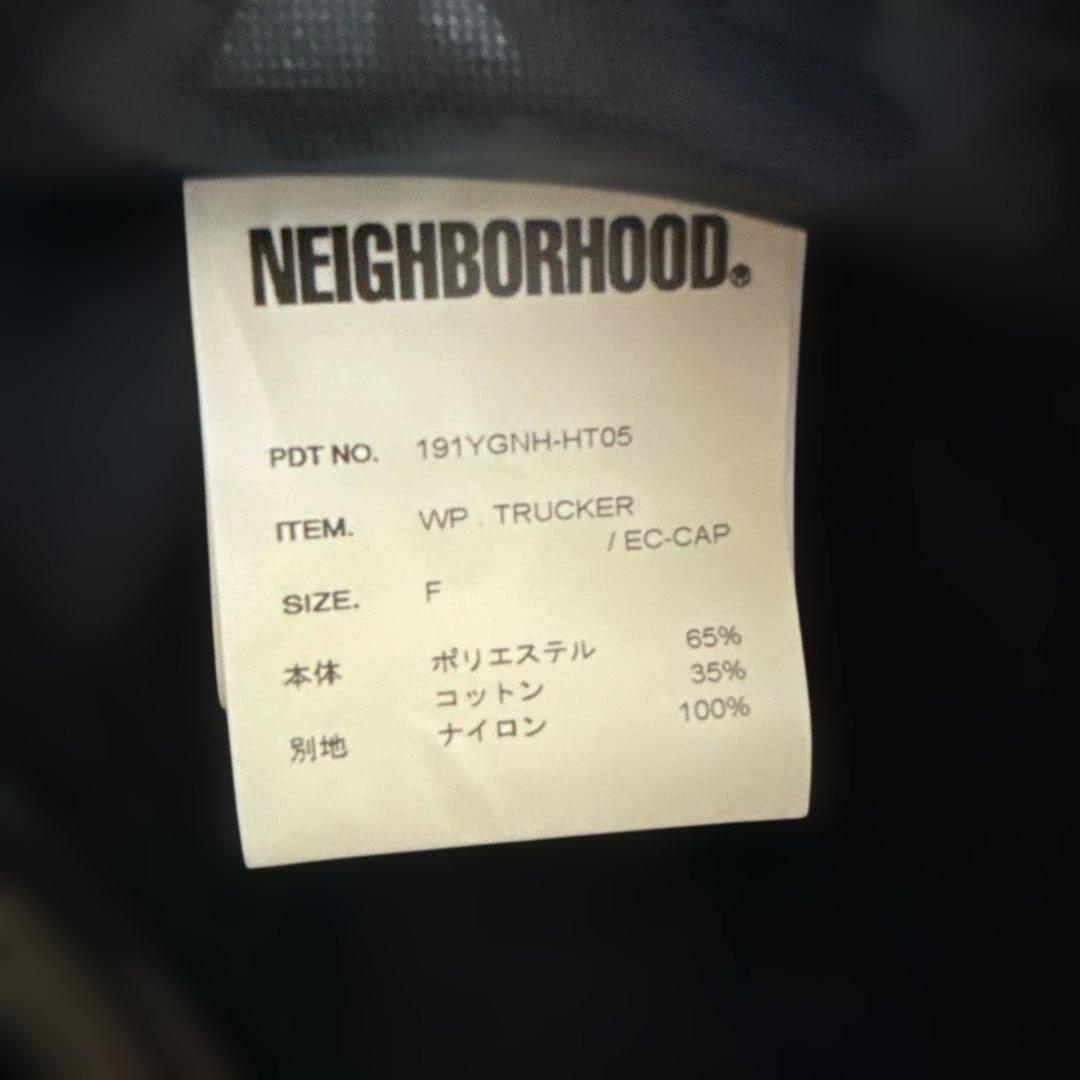 NEIGHBORHOOD®
PDT NO. 191YGNH-HT05
ITEM. WP . TRUCKER
/ EC-CAP
SIZE. F
本体 ポリエステル 65%
コットン 35%
別地 ナイロン 100%